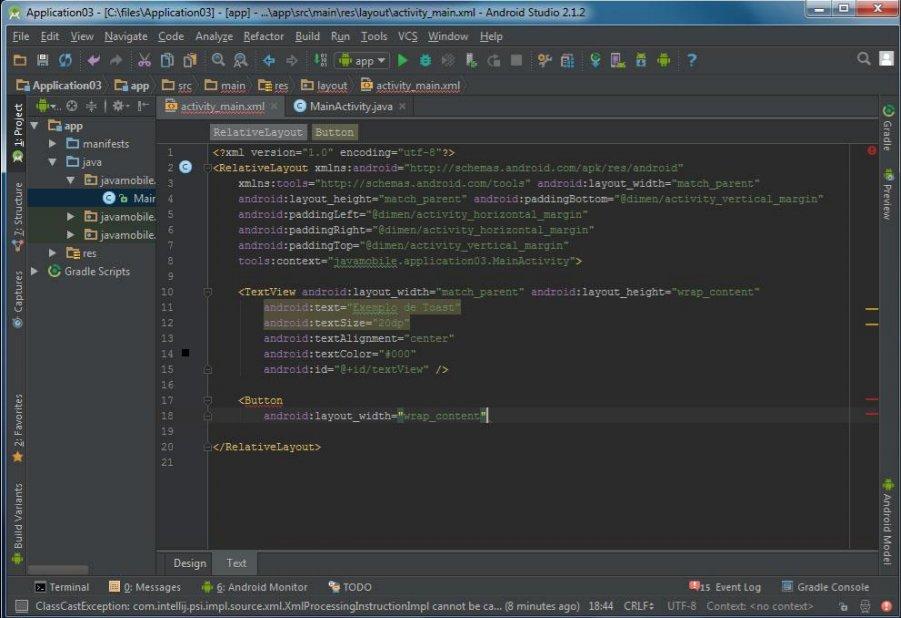 Application03 - [C:\files\Application03] - [app] - ...\app\src\main\res\layout\activity_main.xml - Android Studio 2.1.2
File Edit View Navigate Code Analyze Refactor Build Run Tools VCS Window Help
app
Application03 app src main res layout activity_main.xml
activity_main.xml MainActivity.java
1: Project
7: Structure
Captures
2: Favorites
Build Variants
app
manifests
java
javamobile.
Mair
javamobile.
javamobile.
res
Gradle Scripts
RelativeLayout Button
1 <?xml version="1.0" encoding="utf-8"?>
2 <RelativeLayout xmlns:android="http://schemas.android.com/apk/res/android"
3 xmlns:tools="http://schemas.android.com/tools" android:layout_width="match_parent"
4 android:layout_height="match_parent" android:paddingBottom="@dimen/activity_vertical_margin"
5 android:paddingLeft="@dimen/activity_horizontal_margin"
6 android:paddingRight="@dimen/activity_horizontal_margin"
7 android:paddingTop="@dimen/activity_vertical_margin"
8 tools:context="javamobile.application03.MainActivity">
9
10 <TextView android:layout_width="match_parent" android:layout_height="wrap_content"
11 android:text="Exemplo de Toast"
12 android:textSize="20dp"
13 android:textAlignment="center"
14 android:textColor="#000"
15 android:id="@+id/textView" />
16
17 <Button
18 android:layout_width="wrap_content"
19
20 </RelativeLayout>
21
Gradle
Preview
Android Model
Design Text
Terminal 0: Messages 6: Android Monitor TODO 15 Event Log Gradle Console
ClassCastException: com.intellij.psi.impl.source.xml.XmlProcessingInstructionImpl cannot be ca... (8 minutes ago) 18:44 CRLF UTF-8 Context: <no context>